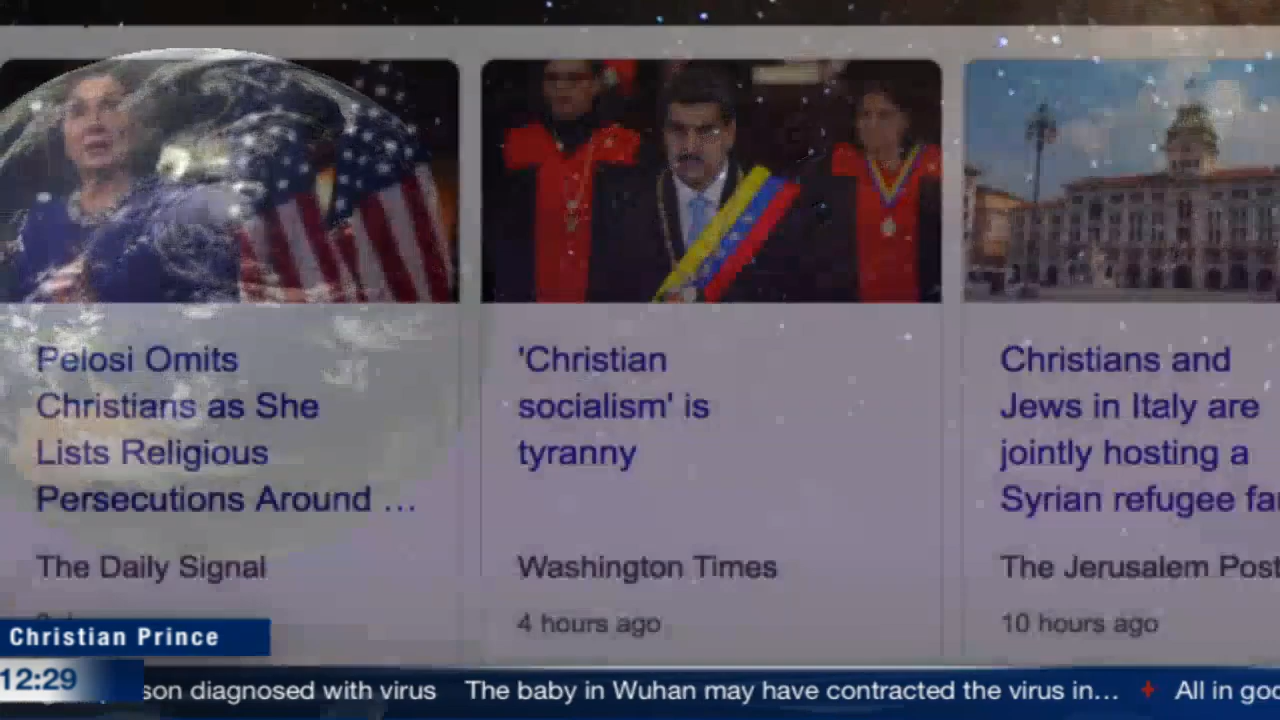 Pelosi Omits
Christians as She
Lists Religious
Persecutions Around ...
The Daily Signal
'Christian
socialism' is
tyranny
Washington Times
4 hours ago
Christians and
Jews in Italy are
jointly hosting a
Syrian refugee
The Jerusalem Post
10 hours ago
Christian Prince
12:29
son diagnosed with virus The baby in Wuhan may have contracted the virus in... All in